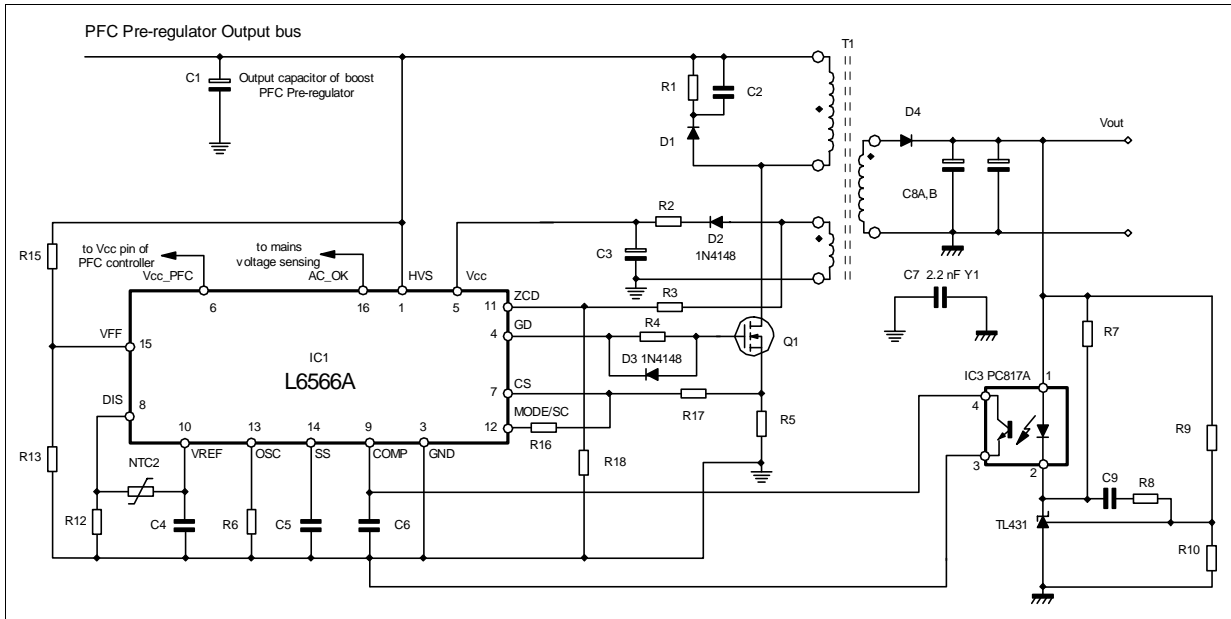 PFC Pre-regulator Output bus
T1
C1
Output capacitor of boost
PFC Pre-regulator
R1
C2
D1
D4
Vout
C8A,B
R2
D2
1N4148
C3
R15
to Vcc pin of
PFC controller
Vcc_PFC
to mains
voltage sensing
AC_OK
HVS
Vcc
6
16
1
5
11
ZCD
R3
C7 2.2 nF Y1
4
GD
R4
Q1
R7
VFF
15
IC1
L6566A
D3 1N4148
7
CS
R17
IC3 PC817A
1
4
DIS
8
MODE/SC
12
R16
R5
R9
10
13
14
9
3
VREF
OSC
SS
COMP
GND
R13
NTC2
R18
3
2
C9
R8
R12
C4
R6
C5
C6
TL431
R10